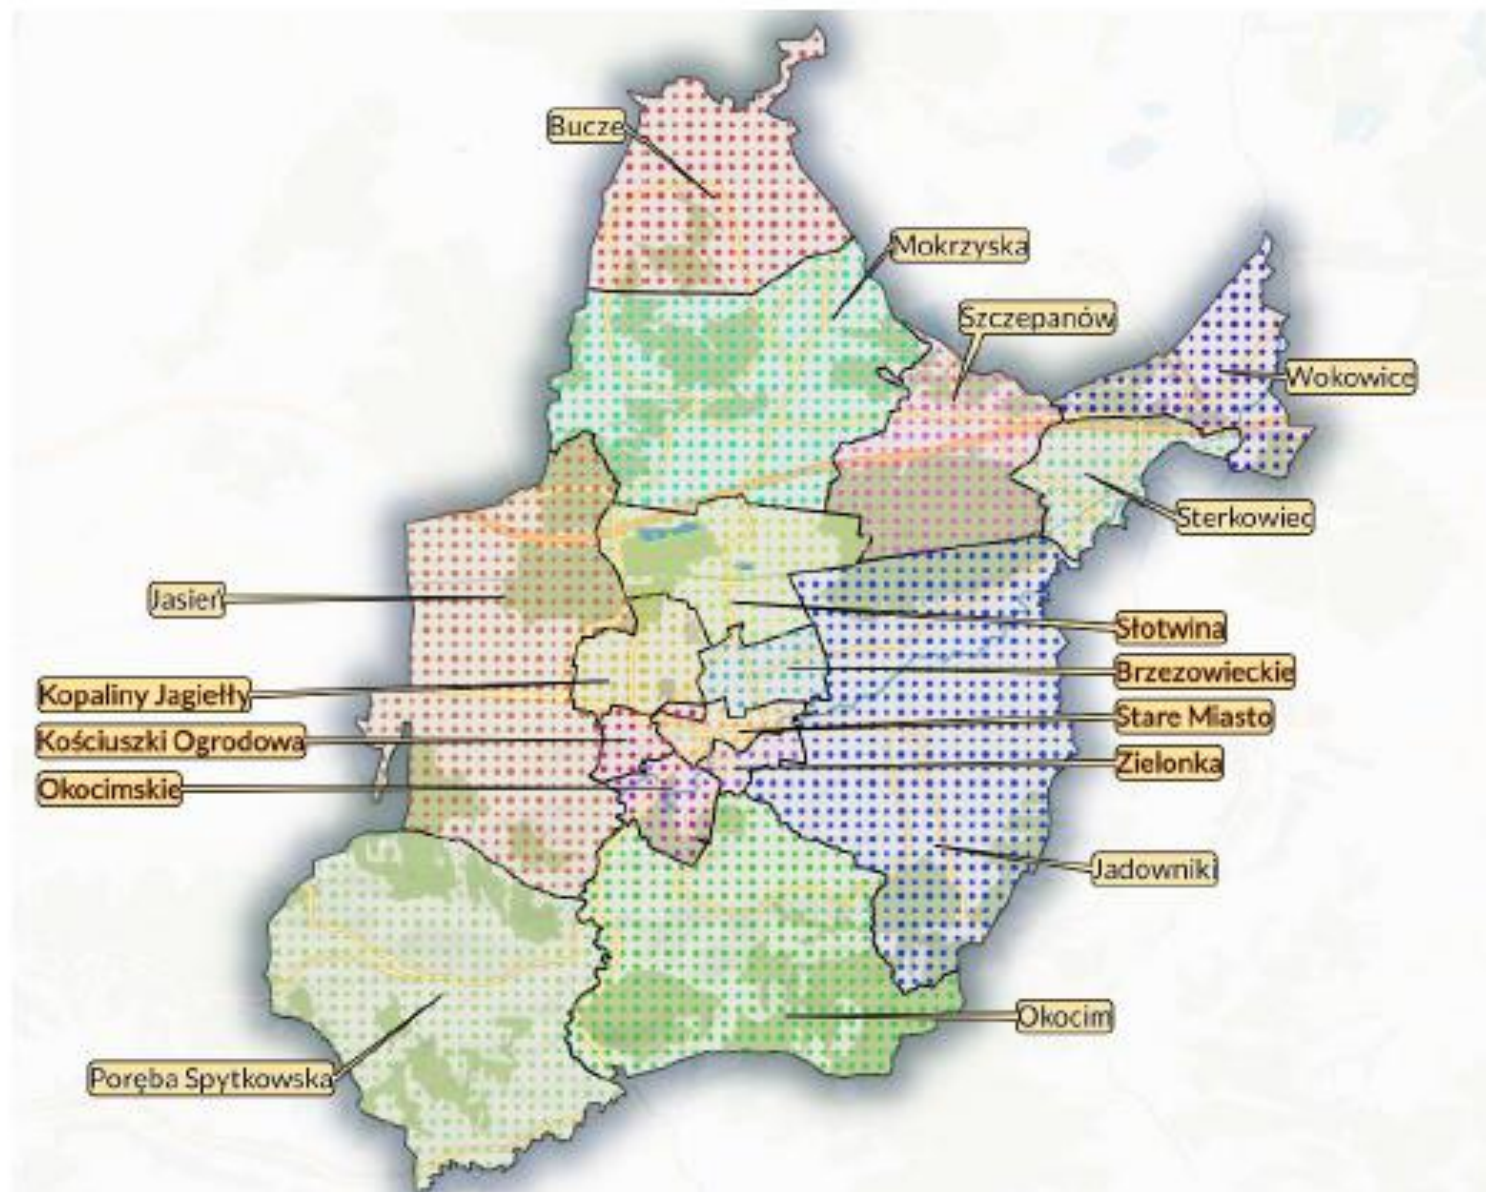 Bucze
Mokrzyska
Szczepanów
Wokowice
Sterkowiec
Jasień
Słotwina
Brzezowieckie
Kopaliny Jagiełły
Stare Miasto
Kościuszki Ogrodowa
Zielonka
Okocimskie
Jadowniki
Okocim
Poręba Spytkowska